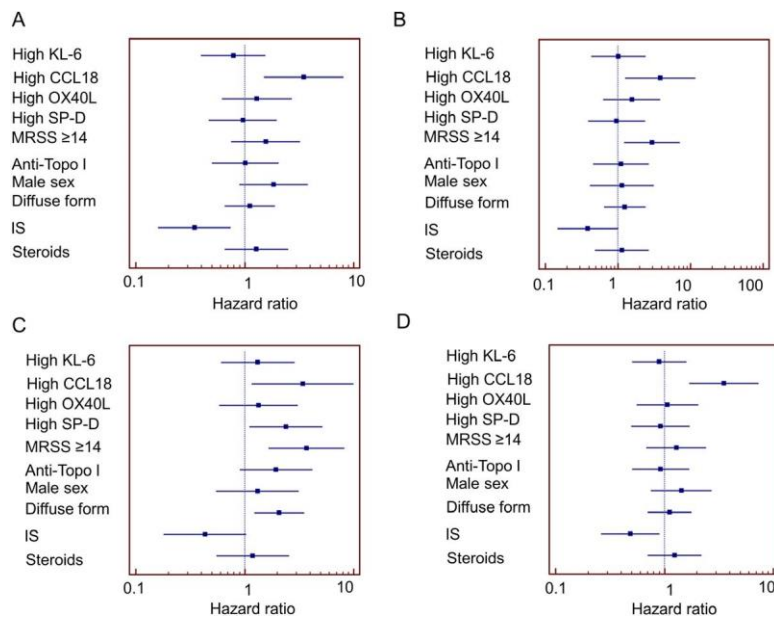 A
High KL-6
High CCL18
High OX40L
High SP-D
MRSS ≥14
Anti-Topo I
Male sex
Diffuse form
IS
Steroids
0.1 1 10
Hazard ratio
B
High KL-6
High CCL18
High OX40L
High SP-D
MRSS ≥14
Anti-Topo I
Male sex
Diffuse form
IS
Steroids
0.1 1 10 100
Hazard ratio
C
High KL-6
High CCL18
High OX40L
High SP-D
MRSS ≥14
Anti-Topo I
Male sex
Diffuse form
IS
Steroids
0.1 1 10
Hazard ratio
D
High KL-6
High CCL18
High OX40L
High SP-D
MRSS ≥14
Anti-Topo I
Male sex
Diffuse form
IS
Steroids
0.1 1 10
Hazard ratio